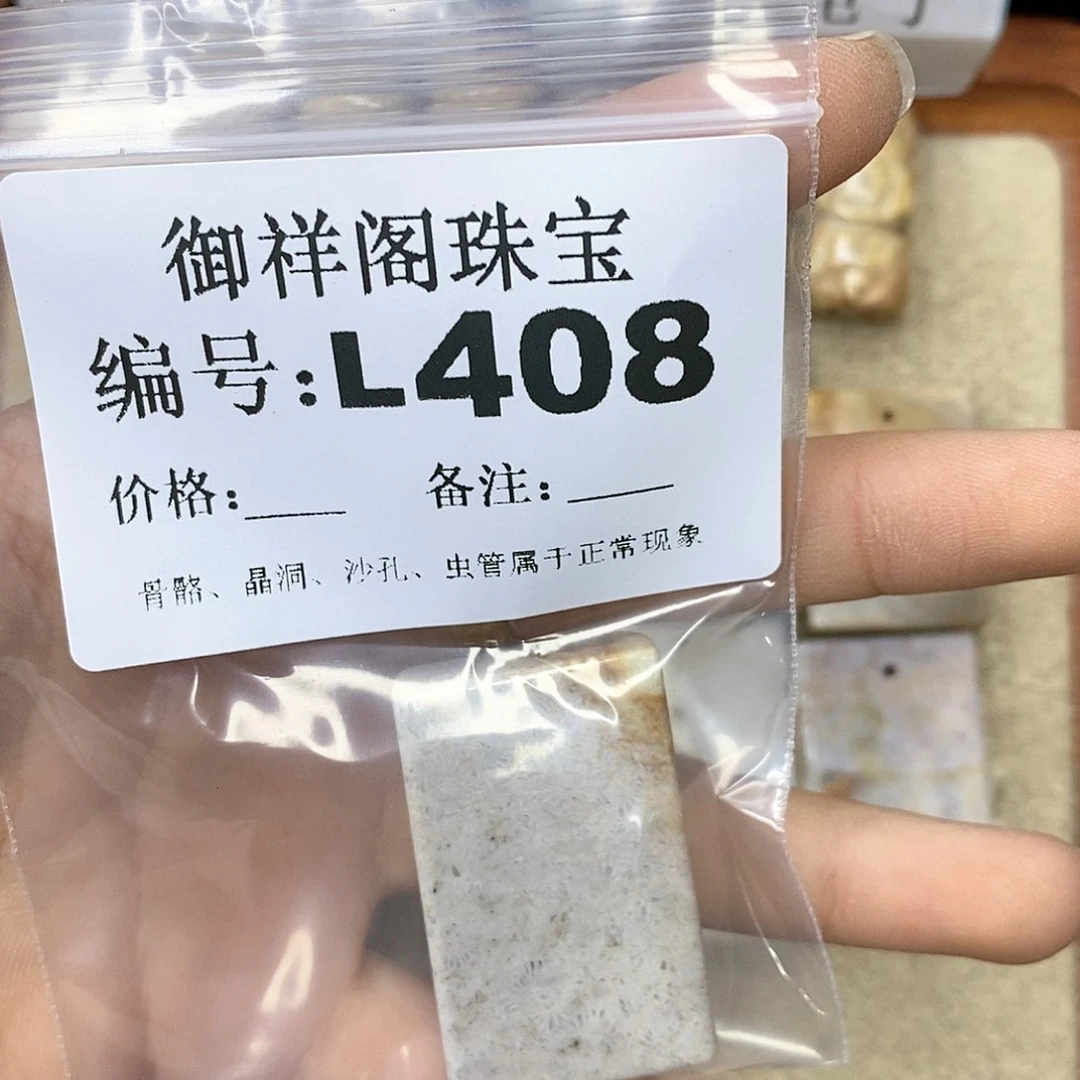 御祥阁珠宝
编号:L408
价格:___ 备注:____
骨骼、晶洞、沙孔、虫管属于正常现象